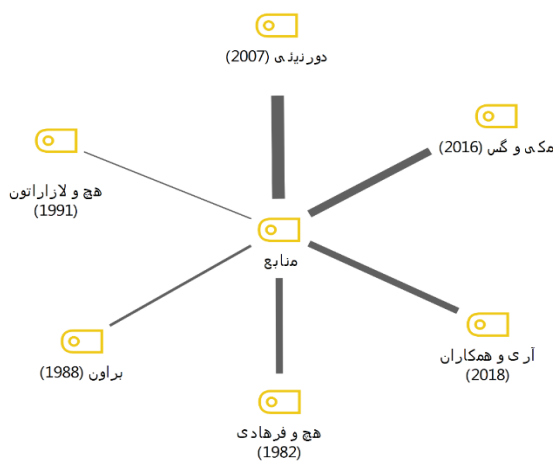 دورنیئی (2007)
مکی و گس (2016)
هچ و لازاراتون
(1991)
منابع
آری و همکاران
(2018)
براون (1988)
هچ و فرهادی
(1982)